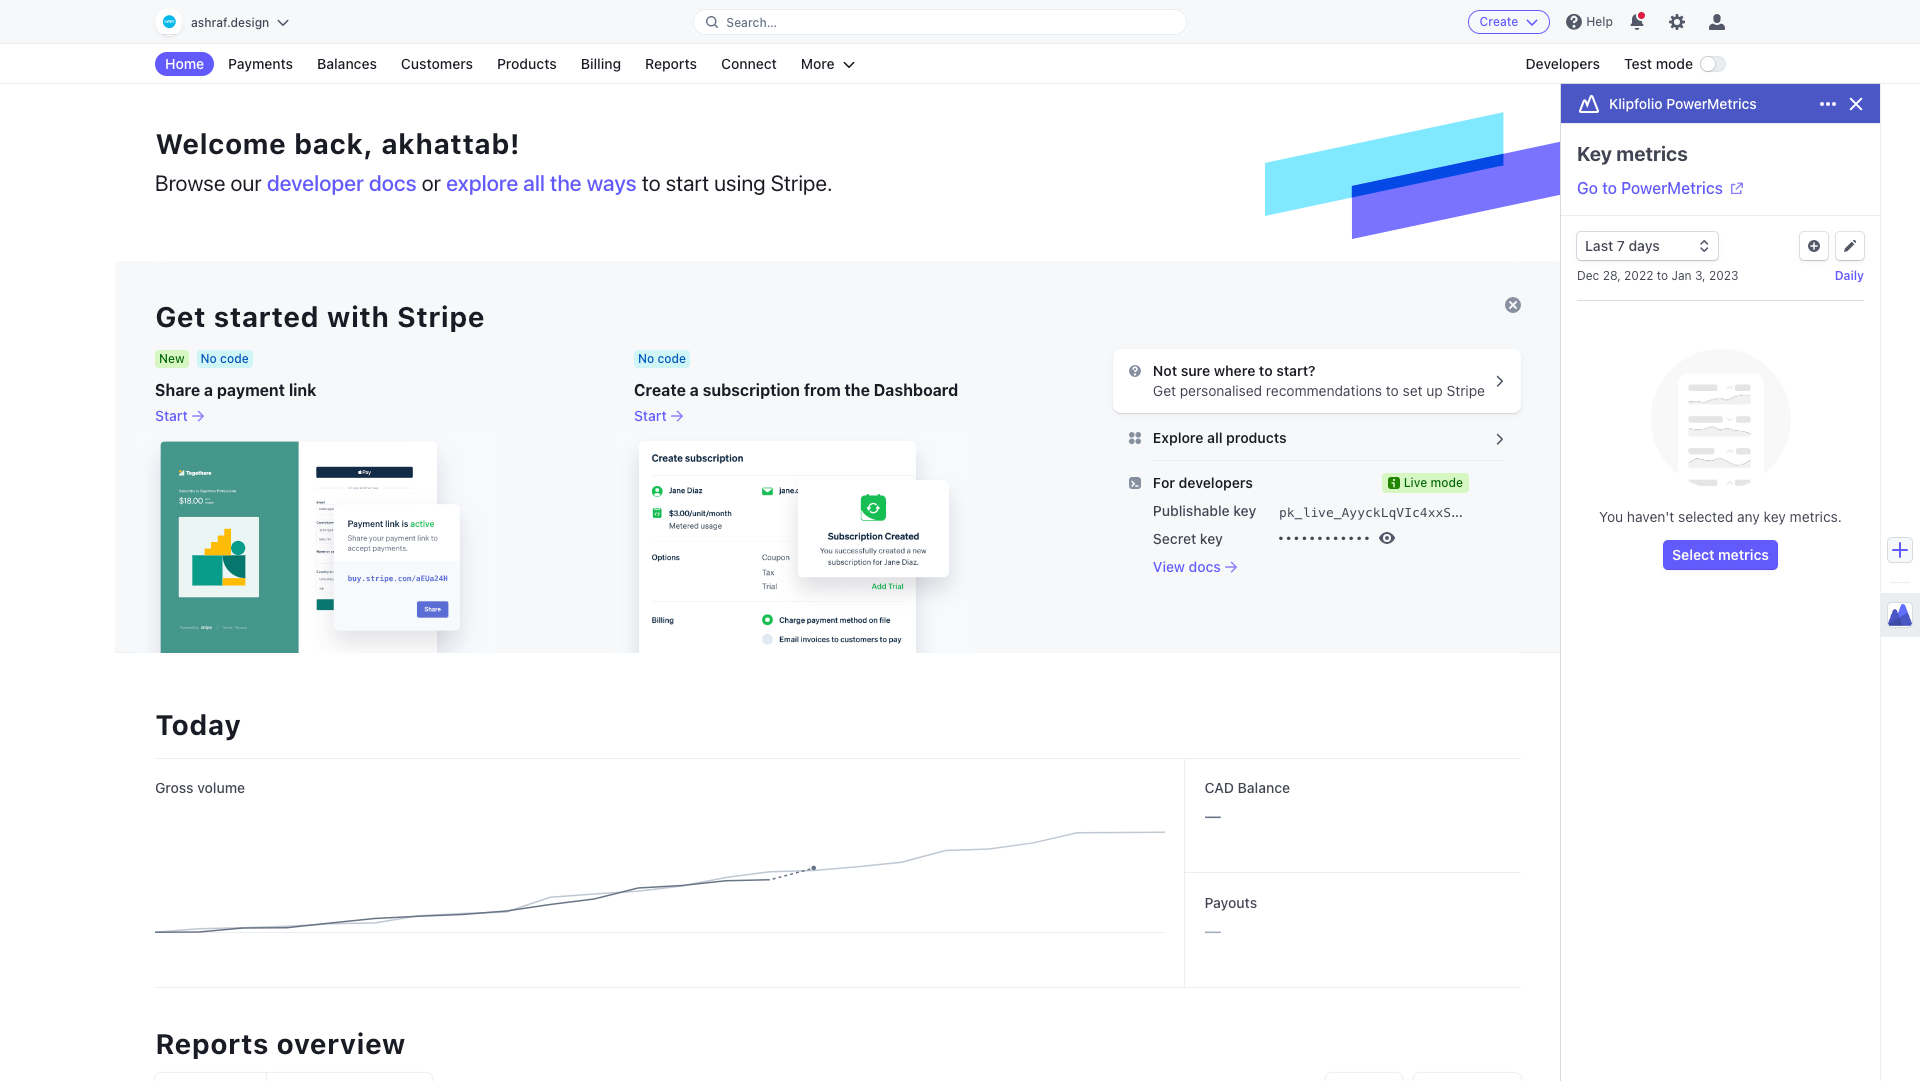 ashraf.design
Search...
Create
Help
Home
Payments
Balances
Customers
Products
Billing
Reports
Connect
More
Developers
Test mode
Welcome back, akhattab!
Browse our developer docs or explore all the ways to start using Stripe.
Get started with Stripe
New
No code
Share a payment link
Start
Togethere
$18.00
Pay
Payment link is active
Share your payment link to
accept payments.
buy.stripe.com/aEUa24H
Share
No code
Create a subscription from the Dashboard
Start
Create subscription
Jane Diaz
jane.c
$3.00/unit/month
Metered usage
Options
Coupon
Tax
Trial
Add Trial
Subscription Created
You successfully created a new
subscription for Jane Diaz.
Billing
Charge payment method on file
Email invoices to customers to pay
Not sure where to start?
Get personalised recommendations to set up Stripe
Explore all products
For developers
Live mode
Publishable key
pk_live_AyyckLqVIc4xxS...
Secret key
••••••••••••
View docs
Today
Gross volume
CAD Balance
—
Payouts
—
Reports overview
Klipfolio PowerMetrics
Key metrics
Go to PowerMetrics
Last 7 days
Dec 28, 2022 to Jan 3, 2023
Daily
You haven't selected any key metrics.
Select metrics